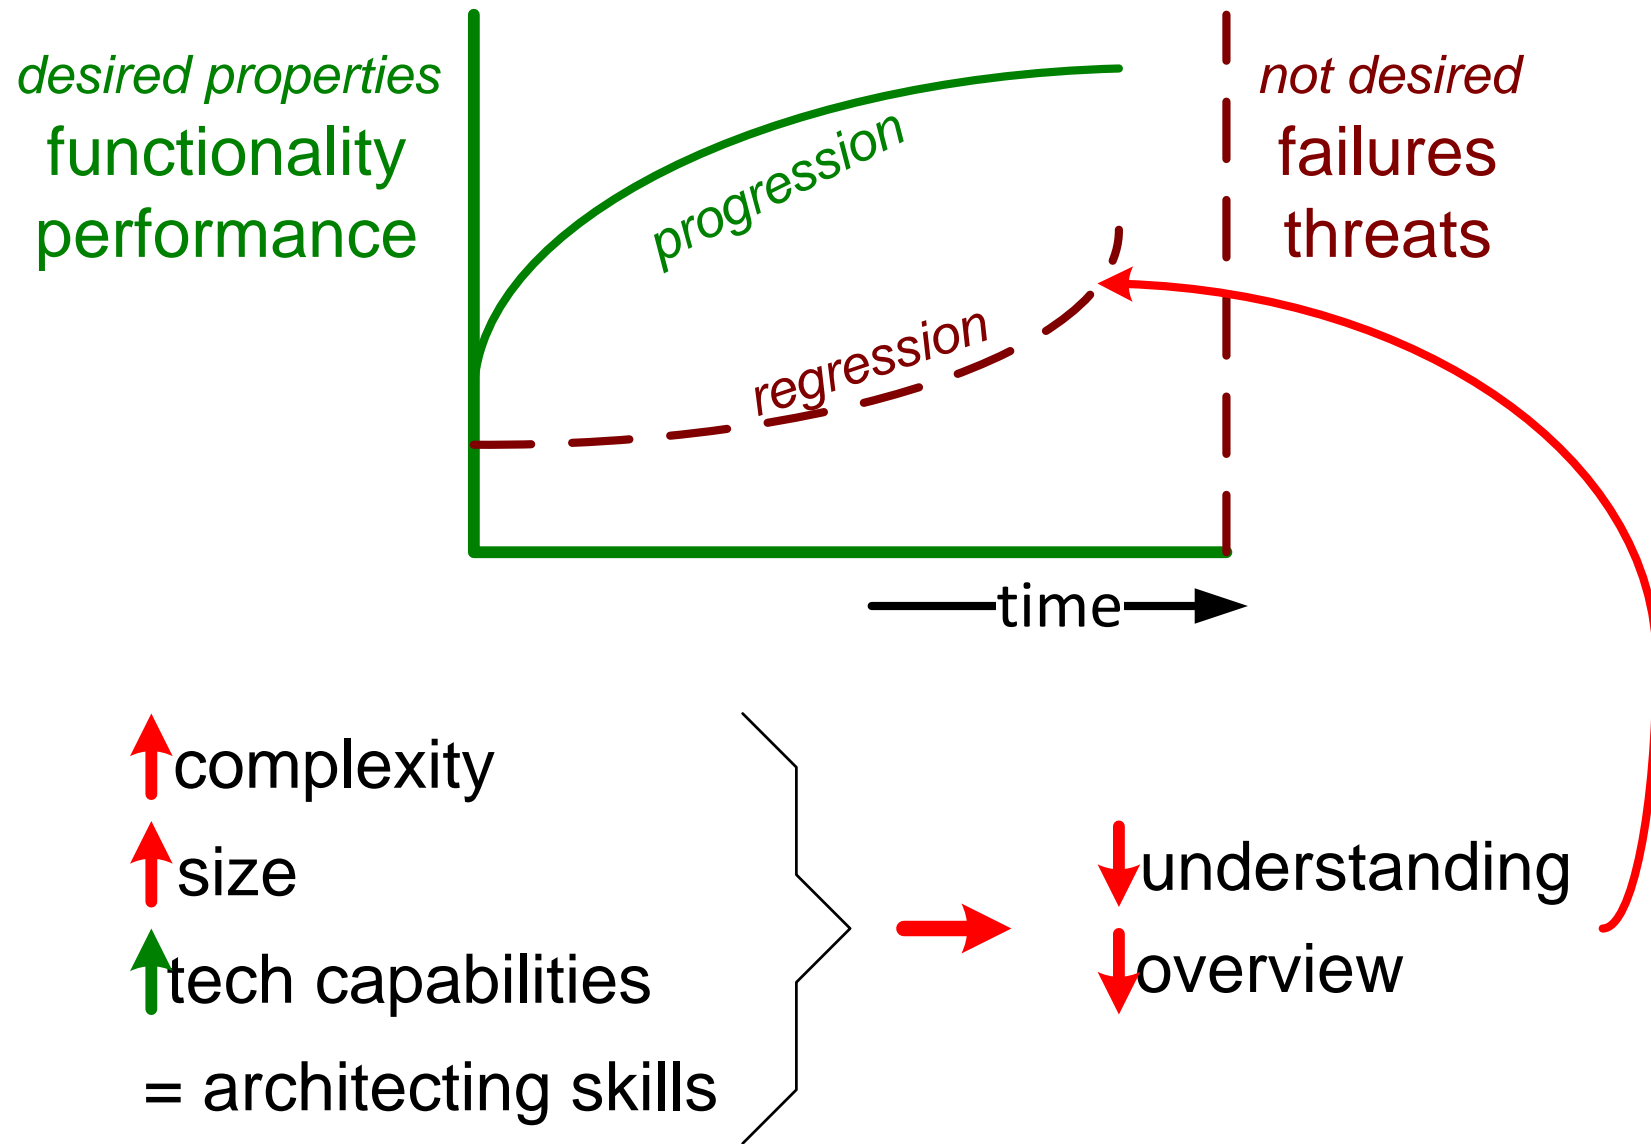 desired properties
functionality
performance
progression
regression
not desired
failures
threats
time
complexity
size
tech capabilities
= architecting skills
understanding
overview